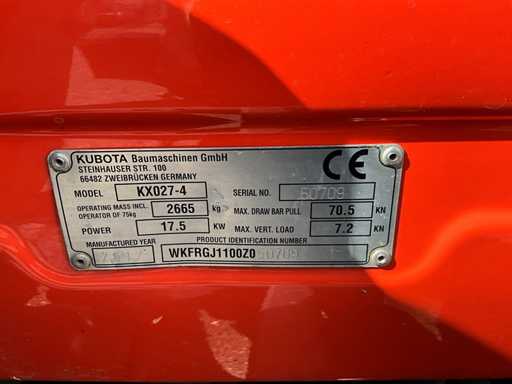 KUBOTA Baumaschinen GmbH
STEINHAUSER STR. 100
66482 ZWEIBRÜCKEN GERMANY
CE
MODEL KX027-4 SERIAL NO. 60709
OPERATING MASS INCL. OPERATOR OF 75kg 2665 kg MAX. DRAW BAR PULL 70.5 KN
POWER 17.5 KW MAX. VERT. LOAD 7.2 KN
MANUFACTURED YEAR PRODUCT IDENTIFICATION NUMBER
WKFRGJ1100Z060709